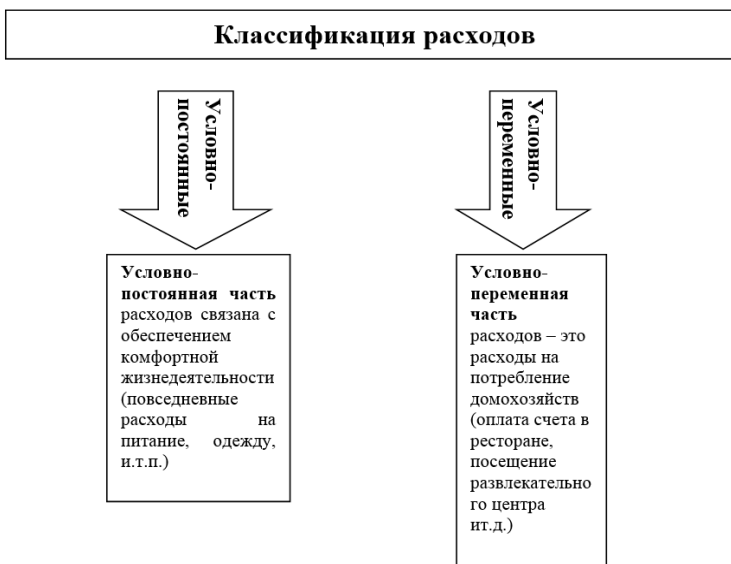 Классификация расходов
Условно-
постоянные
Условно-
переменные
Условно-
постоянная часть
расходов связана с
обеспечением
комфортной
жизнедеятельности
(повседневные
расходы на
питание, одежду,
и.т.п.)
Условно-
переменная
часть
расходов – это
расходы на
потребление
домохозяйств
(оплата счета в
ресторане,
посещение
развлекательно
го центра
ит.д.)